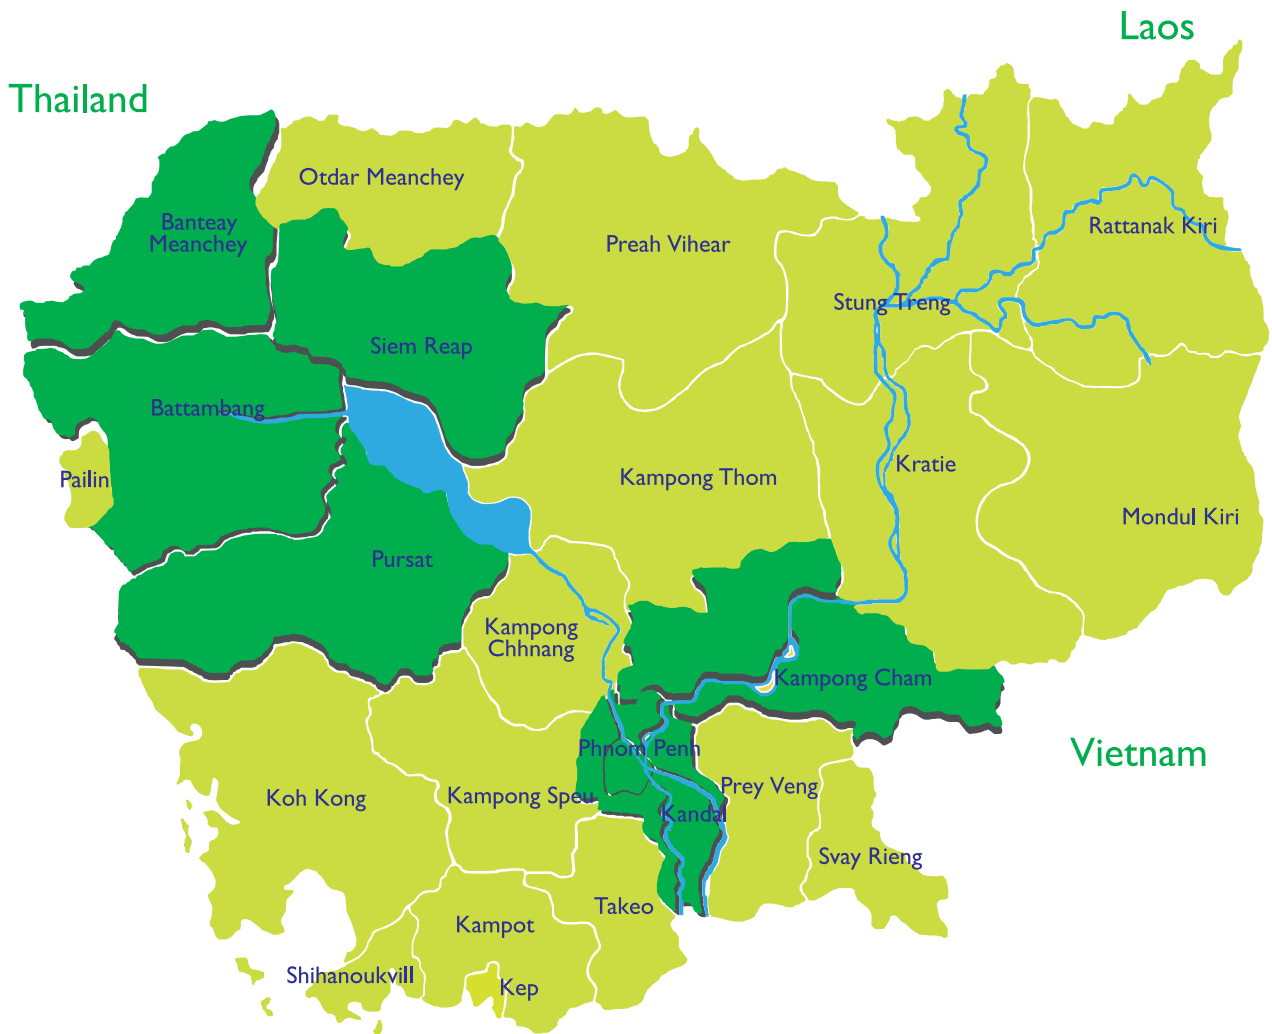 Laos
Thailand
Otdar Meanchey
Banteay
Meanchey
Preah Vihear
Rattanak Kiri
Stung Treng
Siem Reap
Battambang
Kratie
Pailin
Kampong Thom
Mondul Kiri
Pursat
Kampong
Chhnang
Kampong Cham
Phnom Penh
Vietnam
Koh Kong
Kampong Speu
Prey Veng
Kandal
Svay Rieng
Takeo
Kampot
Shihanoukvill
Kep